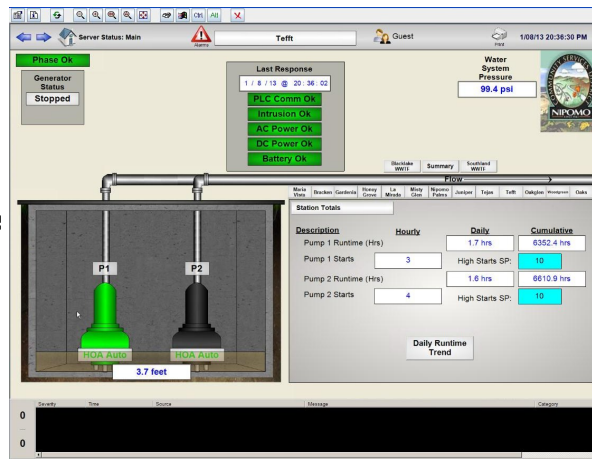 Ctrl Alt
Server Status: Main
Alarms
Tefft
Guest
Print
1/08/13 20:36:30 PM
Phase Ok
Generator
Status
Stopped
Last Response
1 / 8 / 13 @ 20 : 36 : 02
PLC Comm Ok
Intrusion Ok
AC Power Ok
DC Power Ok
Battery Ok
Water
System
Pressure
99.4 psi
NIPOMO
Blacklake
WWTF
Summary
Southland
WWTF
Flow
Maria
Vista
Bracken
Gardenia
Honey
Grove
La
Mirada
Misty
Glen
Nipomo
Palms
Juniper
Tejas
Tefft
Oakglen
Woodgreen
Oaks
Station Totals
Description Hourly Daily Cumulative
Pump 1 Runtime (Hrs) 1.7 hrs 6352.4 hrs
Pump 1 Starts 3 High Starts SP: 10
Pump 2 Runtime (Hrs) 1.6 hrs 6610.9 hrs
Pump 2 Starts 4 High Starts SP: 10
Daily Runtime
Trend
P1 P2
HOA Auto HOA Auto
3.7 feet
Severity Time Source Message Category
0
0